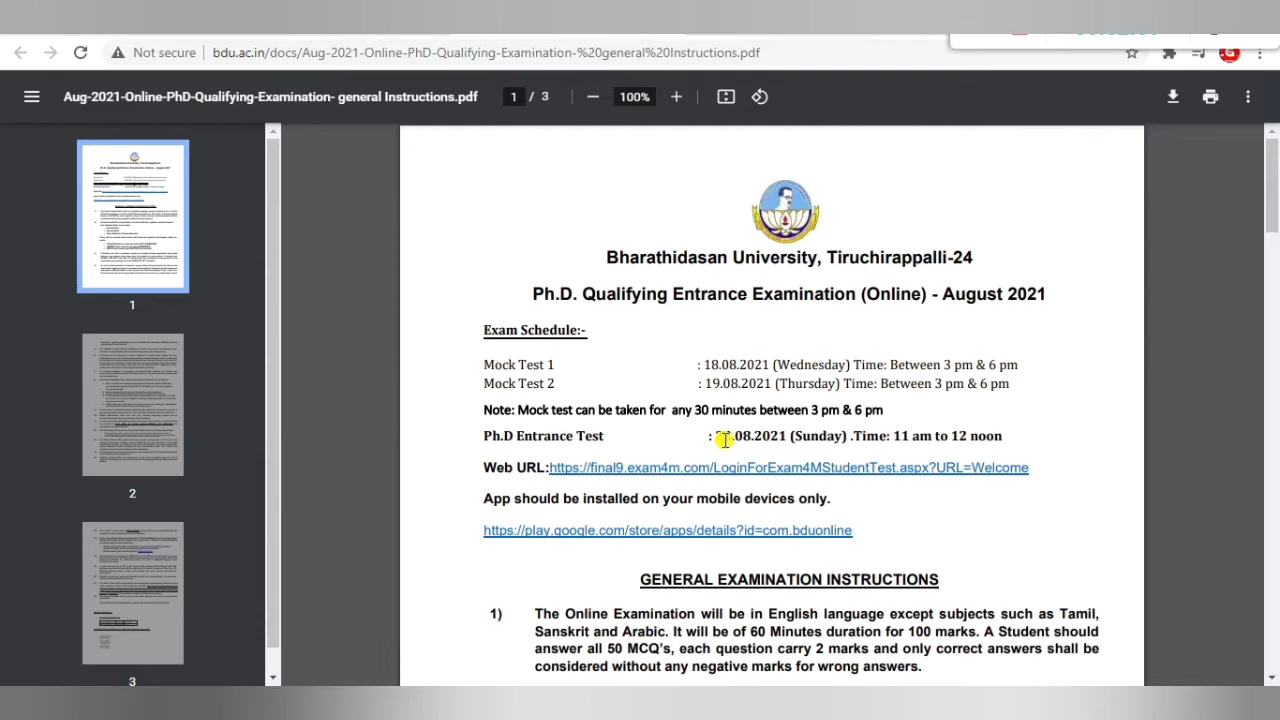 Not secure
bdu.ac.in/docs/Aug-2021-Online-PhD-Qualifying-Examination-%20general%20Instructions.pdf
Aug-2021-Online-PhD-Qualifying-Examination- general Instructions.pdf
1 / 3
100%
Bharathidasan University, Tiruchirappalli-24
Ph.D. Qualifying Entrance Examination (Online) - August 2021
Exam Schedule:-
Mock Test 1 : 18.08.2021 (Wednesday) Time: Between 3 pm & 6 pm
Mock Test 2 : 19.08.2021 (Thursday) Time: Between 3 pm & 6 pm
Note: Mock test can be taken for any 30 minutes between 3 pm & 6 pm
Ph.D Entrance Test : .08.2021 (Sunday) .Time: 11 am to 12 noon
Web URL:https://final9.exam4m.com/LoginForExam4MStudentTest.aspx?URL=Welcome
App should be installed on your mobile devices only.
https://play.google.com/store/apps/details?id=com.bduonline
GENERAL EXAMINATION INSTRUCTIONS
1) The Online Examination will be in English language except subjects such as Tamil,
Sanskrit and Arabic. It will be of 60 Minutes duration for 100 marks. A Student should
answer all 50 MCQ's, each question carry 2 marks and only correct answers shall be
considered without any negative marks for wrong answers.
1
2
3